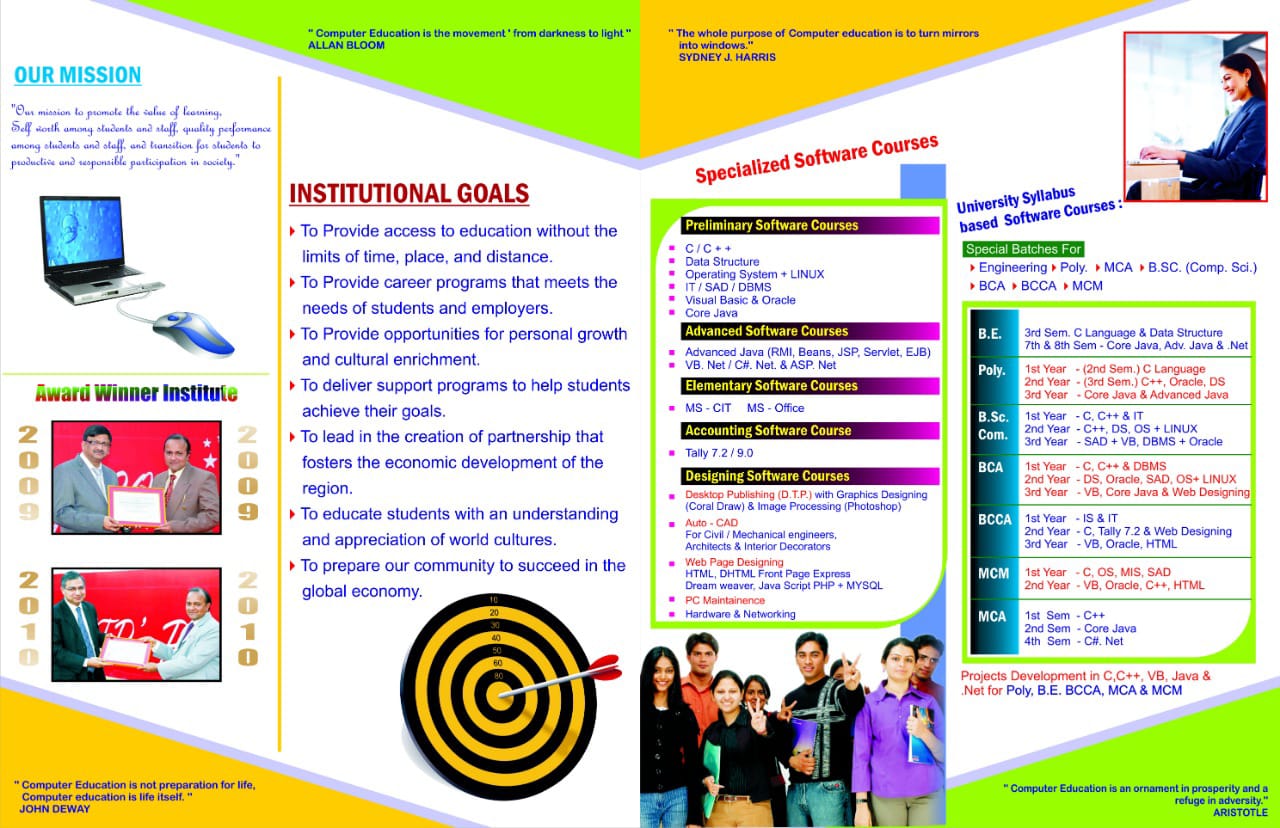 " Computer Education is the movement ' from darkness to light "
ALLAN BLOOM
OUR MISSION
"Our mission to promote the value of learning,
Self worth among students and staff, quality performance
among students and staff, and transition for students to
productive and responsible participation in society."
Award Winner Institute
2009
2009
2010
2010
" Computer Education is not preparation for life,
Computer education is life itself. "
JOHN DEWAY
INSTITUTIONAL GOALS
To Provide access to education without the
limits of time, place, and distance.
To Provide career programs that meets the
needs of students and employers.
To Provide opportunities for personal growth
and cultural enrichment.
To deliver support programs to help students
achieve their goals.
To lead in the creation of partnership that
fosters the economic development of the
region.
To educate students with an understanding
and appreciation of world cultures.
To prepare our community to succeed in the
global economy.
10
20
30
40
50
60
80
" The whole purpose of Computer education is to turn mirrors
into windows."
SYDNEY J. HARRIS
Specialized Software Courses
Preliminary Software Courses
C / C + +
Data Structure
Operating System + LINUX
IT / SAD / DBMS
Visual Basic & Oracle
Core Java
Advanced Software Courses
Advanced Java (RMI, Beans, JSP, Servlet, EJB)
VB. Net / C#. Net. & ASP. Net
Elementary Software Courses
MS - CIT MS - Office
Accounting Software Course
Tally 7.2 / 9.0
Designing Software Courses
Desktop Publishing (D.T.P.) with Graphics Designing
(Coral Draw) & Image Processing (Photoshop)
Auto - CAD
For Civil / Mechanical engineers,
Architects & Interior Decorators
Web Page Designing
HTML, DHTML Front Page Express
Dream weaver, Java Script PHP + MYSQL
PC Maintainence
Hardware & Networking
University Syllabus
based Software Courses :
Special Batches For
Engineering Poly. MCA B.SC. (Comp. Sci.)
BCA BCCA MCM
B.E. 3rd Sem. C Language & Data Structure
7th & 8th Sem - Core Java, Adv. Java & .Net
Poly. 1st Year - (2nd Sem.) C Language
2nd Year - (3rd Sem.) C++, Oracle, DS
3rd Year - Core Java & Advanced Java
B.Sc. Com. 1st Year - C, C++ & IT
2nd Year - C++, DS, OS + LINUX
3rd Year - SAD + VB, DBMS + Oracle
BCA 1st Year - C, C++ & DBMS
2nd Year - DS, Oracle, SAD, OS+ LINUX
3rd Year - VB, Core Java & Web Designing
BCCA 1st Year - IS & IT
2nd Year - C, Tally 7.2 & Web Designing
3rd Year - VB, Oracle, HTML
MCM 1st Year - C, OS, MIS, SAD
2nd Year - VB, Oracle, C++, HTML
MCA 1st Sem - C++
2nd Sem - Core Java
4th Sem - C#. Net
Projects Development in C,C++, VB, Java &
.Net for Poly, B.E. BCCA, MCA & MCM
" Computer Education is an ornament in prosperity and a
refuge in adversity."
ARISTOTLE